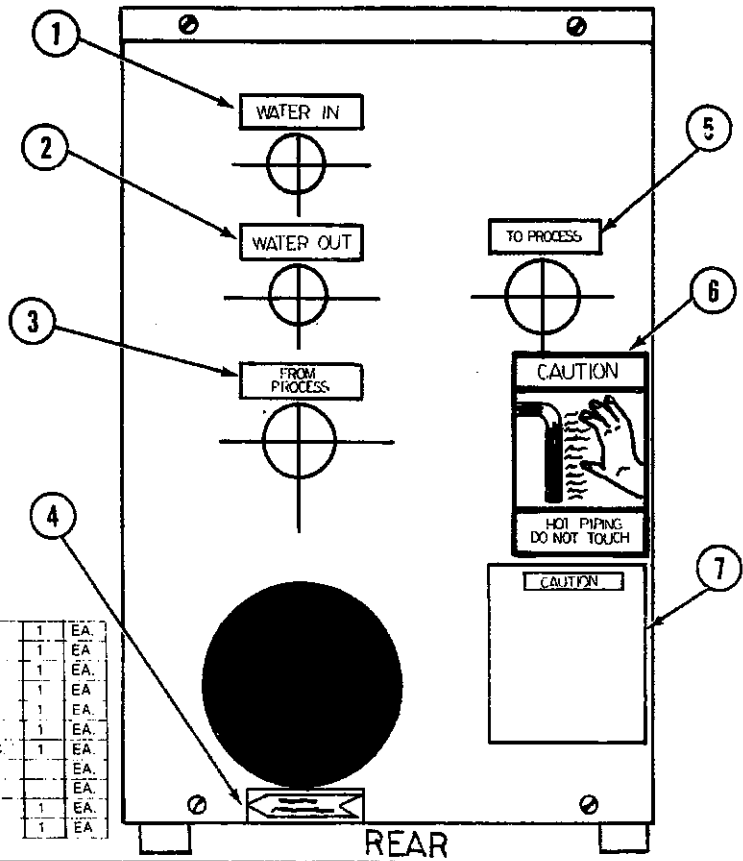 1
WATER IN
2
WATER OUT
5
TO PROCESS
3
FROM
PROCESS
6
CAUTION
HOT PIPING
DO NOT TOUCH
4
7
CAUTION
1 EA.
1 EA
1 EA.
1 EA
1 EA.
1 EA.
1 EA.
EA.
EA.
1 EA.
1 EA
REAR